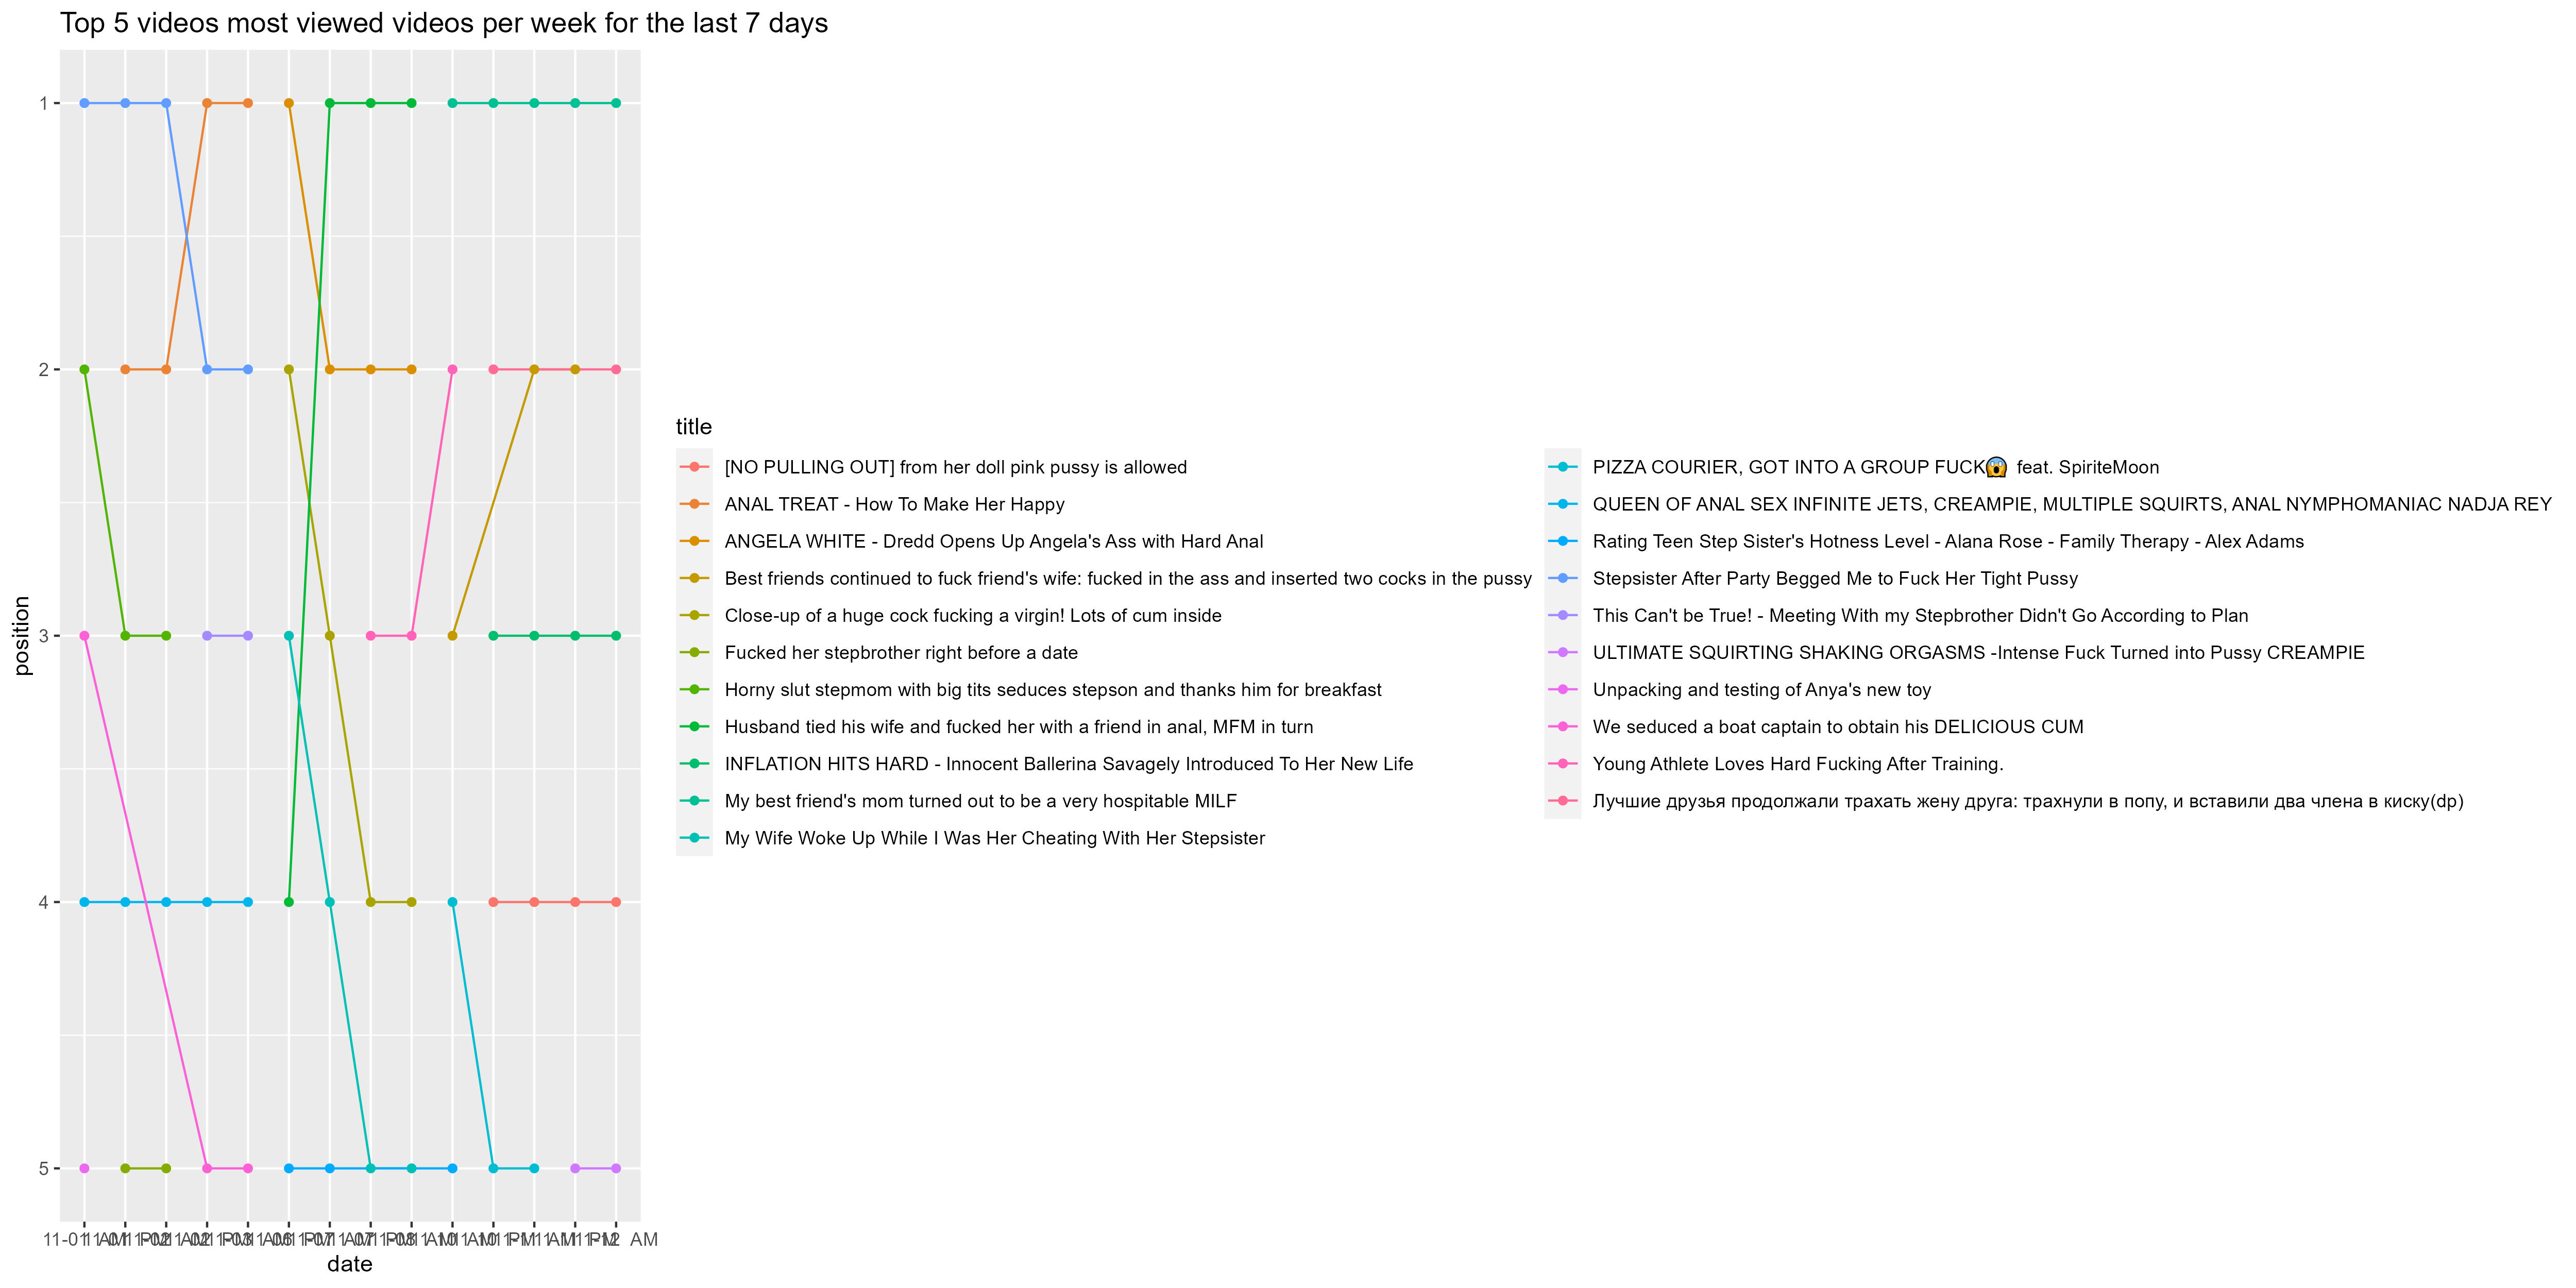 Top 5 videos most viewed videos per week for the last 7 days
position
1
2
3
4
5
date
title
[NO PULLING OUT] from her doll pink pussy is allowed
ANAL TREAT - How To Make Her Happy
ANGELA WHITE - Dredd Opens Up Angela's Ass with Hard Anal
Best friends continued to fuck friend's wife: fucked in the ass and inserted two cocks in the pussy
Close-up of a huge cock fucking a virgin! Lots of cum inside
Fucked her stepbrother right before a date
Horny slut stepmom with big tits seduces stepson and thanks him for breakfast
Husband tied his wife and fucked her with a friend in anal, MFM in turn
INFLATION HITS HARD - Innocent Ballerina Savagely Introduced To Her New Life
My best friend's mom turned out to be a very hospitable MILF
My Wife Woke Up While I Was Her Cheating With Her Stepsister
PIZZA COURIER, GOT INTO A GROUP FUCK😱 feat. SpiriteMoon
QUEEN OF ANAL SEX INFINITE JETS, CREAMPIE, MULTIPLE SQUIRTS, ANAL NYMPHOMANIAC NADJA REY
Rating Teen Step Sister's Hotness Level - Alana Rose - Family Therapy - Alex Adams
Stepsister After Party Begged Me to Fuck Her Tight Pussy
This Can't be True! - Meeting With my Stepbrother Didn't Go According to Plan
ULTIMATE SQUIRTING SHAKING ORGASMS -Intense Fuck Turned into Pussy CREAMPIE
Unpacking and testing of Anya's new toy
We seduced a boat captain to obtain his DELICIOUS CUM
Young Athlete Loves Hard Fucking After Training.
Лучшие друзья продолжали трахать жену друга: трахнули в попу, и вставили два члена в киску(dp)